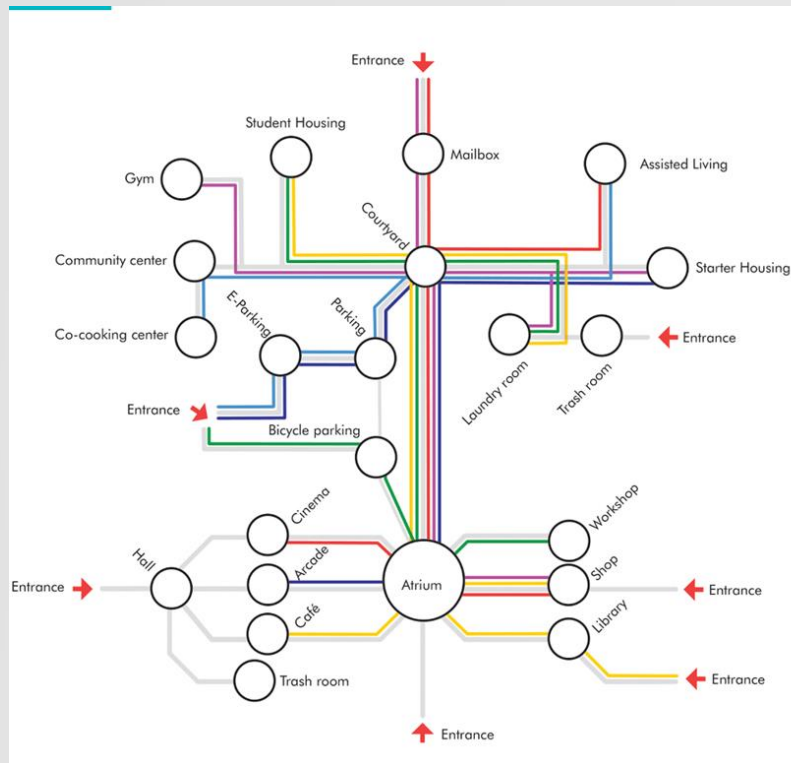 Entrance
Student Housing
Mailbox
Assisted Living
Gym
Courtyard
Community center
Starter Housing
E-Parking
Parking
Co-cooking center
Entrance
Laundry room
Trash room
Entrance
Bicycle parking
Cinema
Workshop
Hall
Arcade
Shop
Atrium
Entrance
Entrance
Café
Library
Trash room
Entrance
Entrance